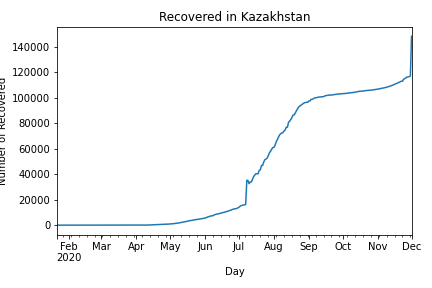 Recovered in Kazakhstan
Number of Recovered
140000
120000
100000
80000
60000
40000
20000
0
Feb Mar Apr May Jun Jul Aug Sep Oct Nov Dec
2020
Day